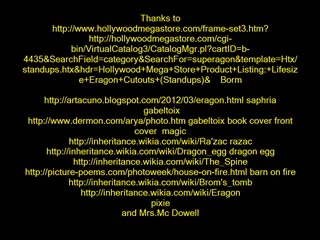 Thanks to
http://www.hollywoodmegastore.com/frame-set3.htm?
http://hollywoodmegastore.com/cgi-
bin/VirtualCatalog3/CatalogMgr.pl?cartID=b-
4435&SearchField=category&SearchFor=superagon&template=Htx/
standups.htx&hdr=Hollywood+Mega+Store+Product+Listing:+Lifesiz
e+Eragon+Cutouts+{Standups}& Borm
http://artacuno.blogspot.com/2012/03/eragon.html saphria
gabeltoix
http://www.dermon.com/arya/photo.htm gabeltoix book cover front
cover magic
http://inheritance.wikia.com/wiki/Ra'zac razac
http://inheritance.wikia.com/wiki/Dragon_egg dragon egg
http://inheritance.wikia.com/wiki/The_Spine
http://picture-poems.com/photoweek/house-on-fire.html barn on fire
http://inheritance.wikia.com/wiki/Brom's_tomb
http://inheritance.wikia.com/wiki/Eragon
pixie
and Mrs.Mc Dowell